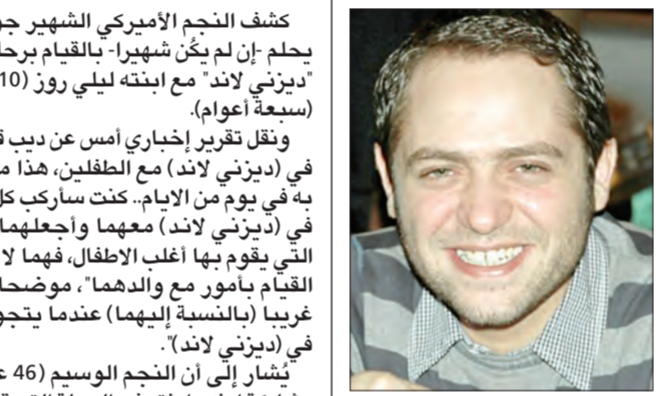 كشف النجم الأميركي الشهير
يحلم -إن لم يكُن شهيرا- بالقيام
"ديزني لاند" مع ابنته ليلي روز (10
(سبعة أعوام).
ونقل تقرير إخباري أمس عن ديب
في (ديزني لاند) مع الطفلين، هذا
به في يوم من الايام.. كنت سأركب كل
في (ديزني لاند) معهما وأجعلهما
التي يقوم بها أغلب الاطفال، فهما لا
القيام بأمور مع والدهما"، موضحا
غريبا (بالنسبة إليهما) عندما
في (ديزني لاند)".
يُشار إلى أن النجم الوسيم (46